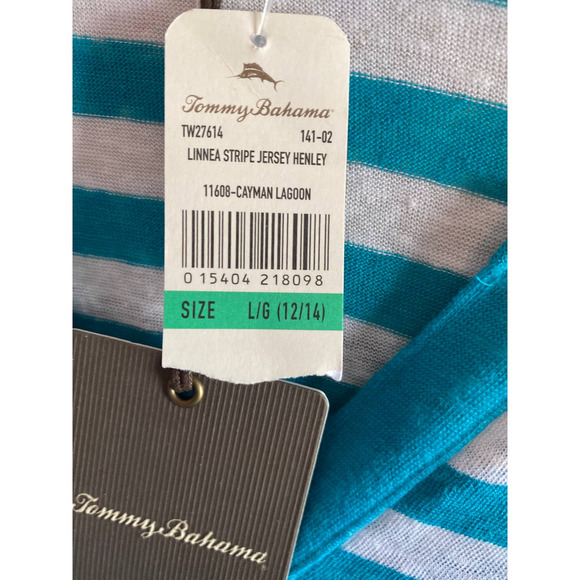 Tommy Bahama
TW27614 141-02
LINNEA STRIPE JERSEY HENLEY
11608-CAYMAN LAGOON
0 15404 218098
SIZE L/G (12/14)
Tommy Bahama